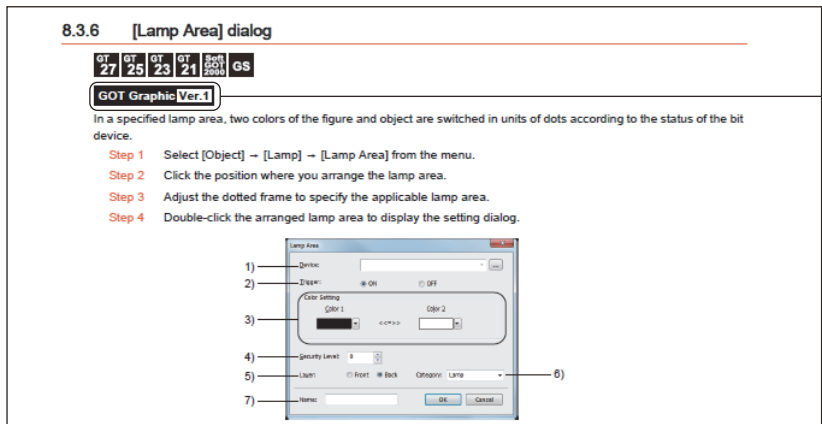 8.3.6 [Lamp Area] dialog
GT 27 GT 25 GT 23 GT 21 Soft GOT 2000 GS
GOT Graphic Ver.1
In a specified lamp area, two colors of the figure and object are switched in units of dots according to the status of the bit
device.
Step 1 Select [Object] → [Lamp] → [Lamp Area] from the menu.
Step 2 Click the position where you arrange the lamp area.
Step 3 Adjust the dotted frame to specify the applicable lamp area.
Step 4 Double-click the arranged lamp area to display the setting dialog.
Lamp Area
1) Device: ...
2) Trigger: ON OFF
Color Setting
Color 1 Color 2
3) <<=>>
4) Security Level: 0
5) Layer: Front Back Category: Lamp 6)
7) Name: OK Cancel